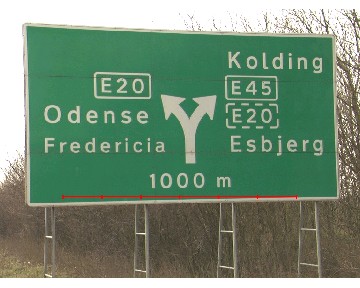 Kolding
E20
E45
E20
Odense
Fredericia
Esbjerg
1000 m